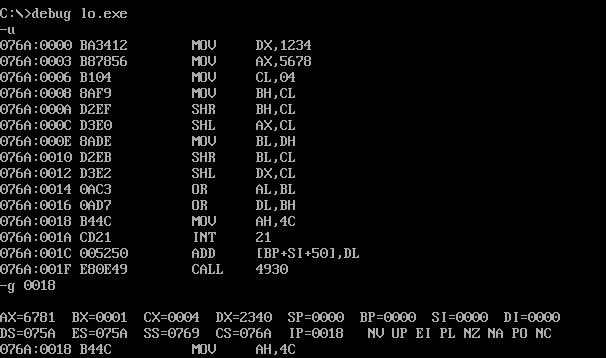 C:\>debug lo.exe
-u
076A:0000 BA3412 MOV DX,1234
076A:0003 B87856 MOV AX,5678
076A:0006 B104 MOV CL,04
076A:0008 8AF9 MOV BH,CL
076A:000A D2EF SHR BH,CL
076A:000C D3E0 SHL AX,CL
076A:000E 8ADE MOV BL,DH
076A:0010 D2EB SHR BL,CL
076A:0012 D3E2 SHL DX,CL
076A:0014 0AC3 OR AL,BL
076A:0016 0AD7 OR DL,BH
076A:0018 B44C MOV AH,4C
076A:001A CD21 INT 21
076A:001C 005250 ADD [BP+SI+50],DL
076A:001F E80E49 CALL 4930
-g 0018
AX=6781 BX=0001 CX=0004 DX=2340 SP=0000 BP=0000 SI=0000 DI=0000
DS=075A ES=075A SS=0769 CS=076A IP=0018 NV UP EI PL NZ NA PO NC
076A:0018 B44C MOV AH,4C